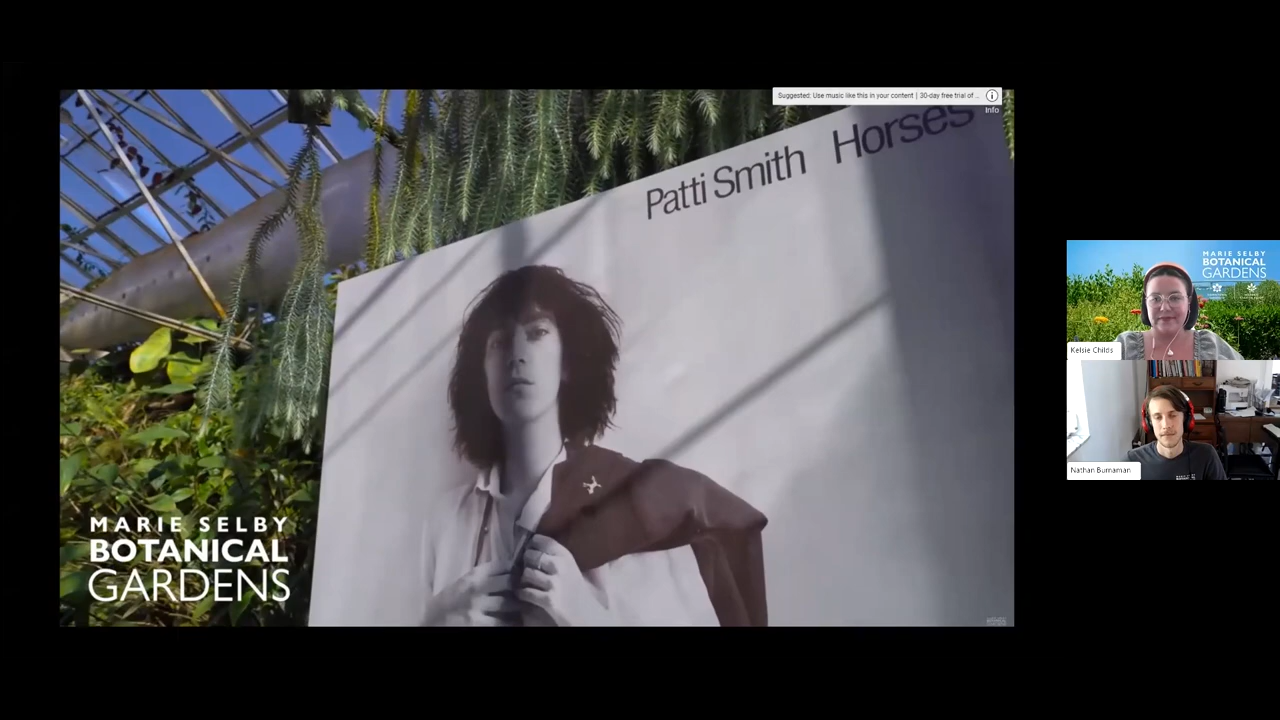 Suggested: Use music like this in your content | 30-day free trial of ...
Info
Patti Smith Horses
MARIE SELBY
BOTANICAL
GARDENS
MARIE SELBY
BOTANICAL
GARDENS
Kelsie Childs
Nathan Burnaman